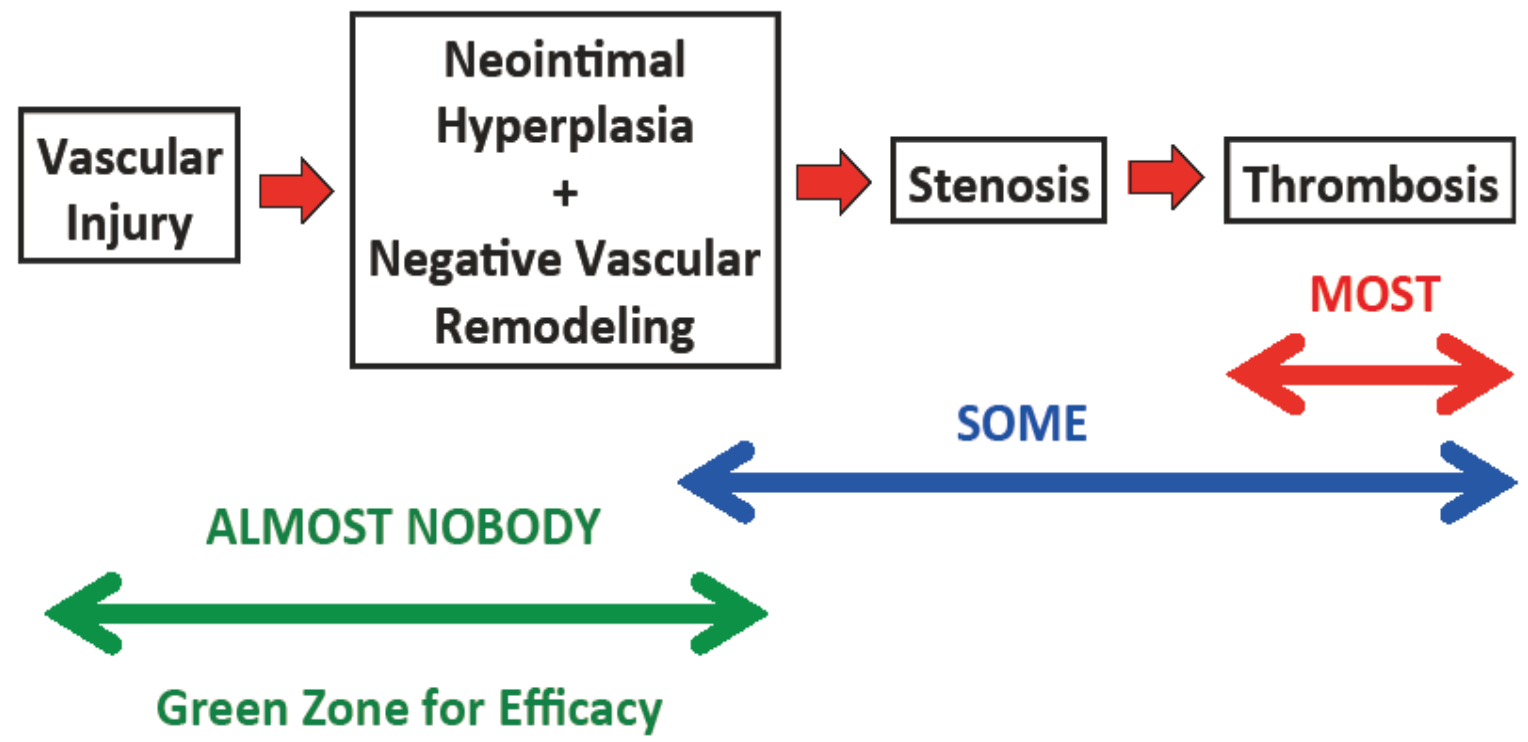 Vascular
Injury
Neointimal
Hyperplasia
+
Negative Vascular
Remodeling
Stenosis
Thrombosis
MOST
SOME
ALMOST NOBODY
Green Zone for Efficacy